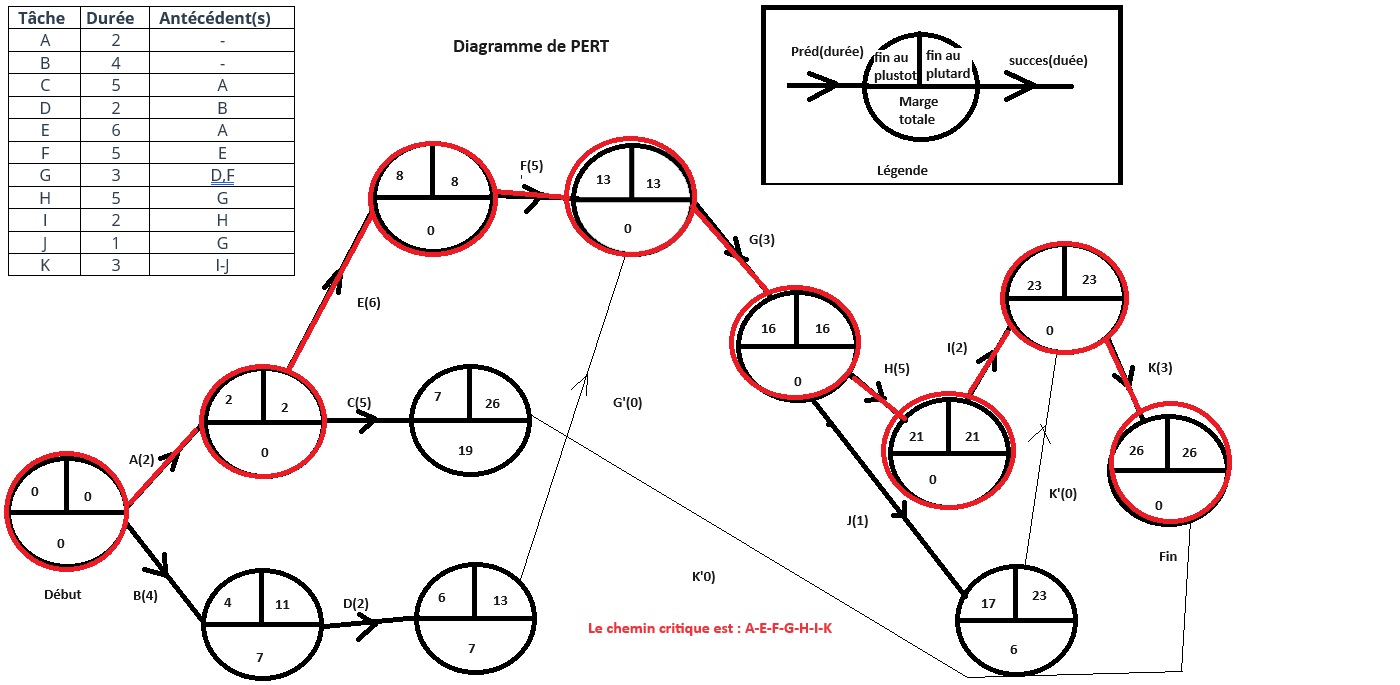 Tâche Durée Antécédent(s)
A 2 -
B 4 -
C 5 A
D 2 B
E 6 A
F 5 E
G 3 D,F
H 5 G
I 2 H
J 1 G
K 3 I-J
Diagramme de PERT
Préd(durée)
fin au
plustot
fin au
plutard
succes(duée)
Marge
totale
Légende
F(5)
8 8
0
13 13
0
G(3)
E(6)
23 23
0
16 16
0
I(2)
H(5)
K(3)
2 2
0
C(5)
7 26
19
G'(0)
21 21
0
26 26
0
A(2)
0 0
0
K'(0)
J(1)
Fin
Début
B(4)
4 11
7
D(2)
6 13
7
K'0)
17 23
6
Le chemin critique est : A-E-F-G-H-I-K